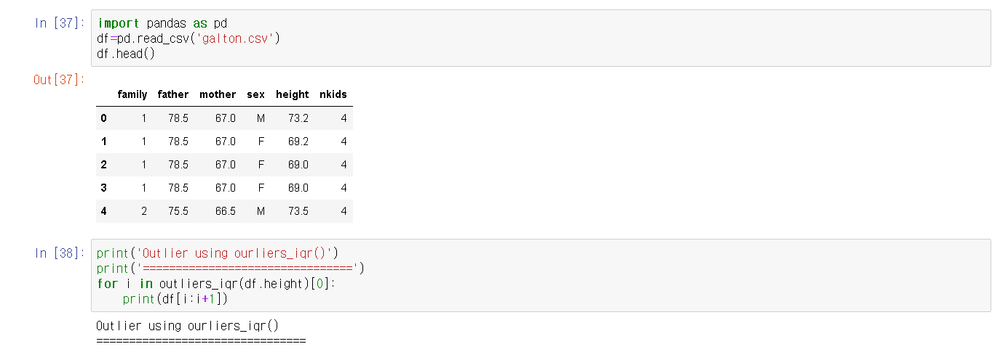 In [37]: import pandas as pd
df=pd.read_csv('galton.csv')
df.head()
Out[37]:
family father mother sex height nkids
0 1 78.5 67.0 M 73.2 4
1 1 78.5 67.0 F 69.2 4
2 1 78.5 67.0 F 69.0 4
3 1 78.5 67.0 F 69.0 4
4 2 75.5 66.5 M 73.5 4
In [38]: print('Outlier using ourliers_iqr()')
print('================================')
for i in outliers_iqr(df.height)[0]:
    print(df[i:i+1])
Outlier using ourliers_iqr()
================================